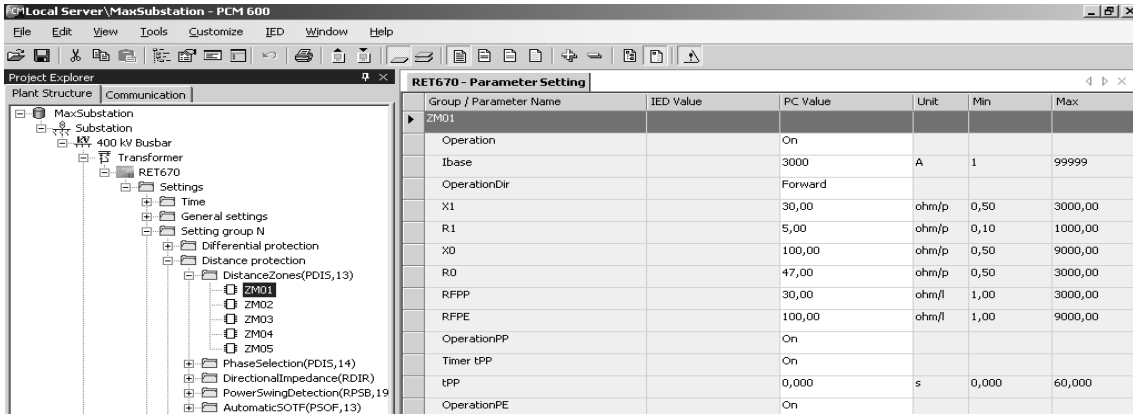 Local Server\MaxSubstation - PCM 600
File Edit View Tools Customize IED Window Help
Project Explorer
Plant Structure Communication
MaxSubstation
Substation
400 kV Busbar
Transformer
RET670
Settings
Time
General settings
Setting group N
Differential protection
Distance protection
DistanceZones(PDIS,13)
ZM01
ZM02
ZM03
ZM04
ZM05
PhaseSelection(PDIS,14)
DirectionalImpedance(RDIR)
PowerSwingDetection(RPSB,19
AutomaticSOTF(PSOF,13)
RET670 - Parameter Setting
Group / Parameter Name IED Value PC Value Unit Min Max
ZM01
Operation On
Ibase 3000 A 1 99999
OperationDir Forward
X1 30,00 ohm/p 0,50 3000,00
R1 5,00 ohm/p 0,10 1000,00
X0 100,00 ohm/p 0,50 9000,00
R0 47,00 ohm/p 0,50 3000,00
RFPP 30,00 ohm/l 1,00 3000,00
RFPE 100,00 ohm/l 1,00 9000,00
OperationPP On
Timer tPP On
tPP 0,000 s 0,000 60,000
OperationPE On